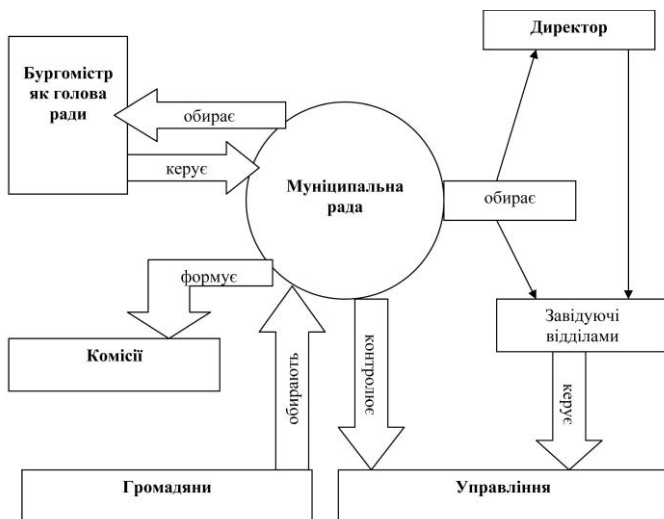 Директор
Бургомістр
як голова
ради
обирає
керує
Муніципальна
рада
обирає
формує
Завідуючі
відділами
Комісії
обирають
контролює
керує
Громадяни
Управління